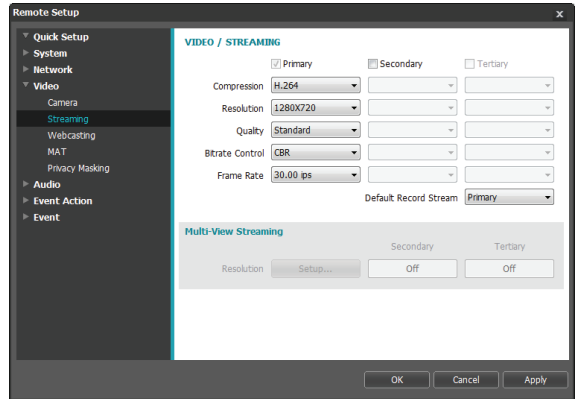 Remote Setup
x
Quick Setup
System
Network
Video
Camera
Streaming
Webcasting
MAT
Privacy Masking
Audio
Event Action
Event
VIDEO / STREAMING
Primary Secondary Tertiary
Compression H.264
Resolution 1280X720
Quality Standard
Bitrate Control CBR
Frame Rate 30.00 ips
Default Record Stream Primary
Multi-View Streaming
Secondary Tertiary
Resolution Setup... Off Off
OK Cancel Apply